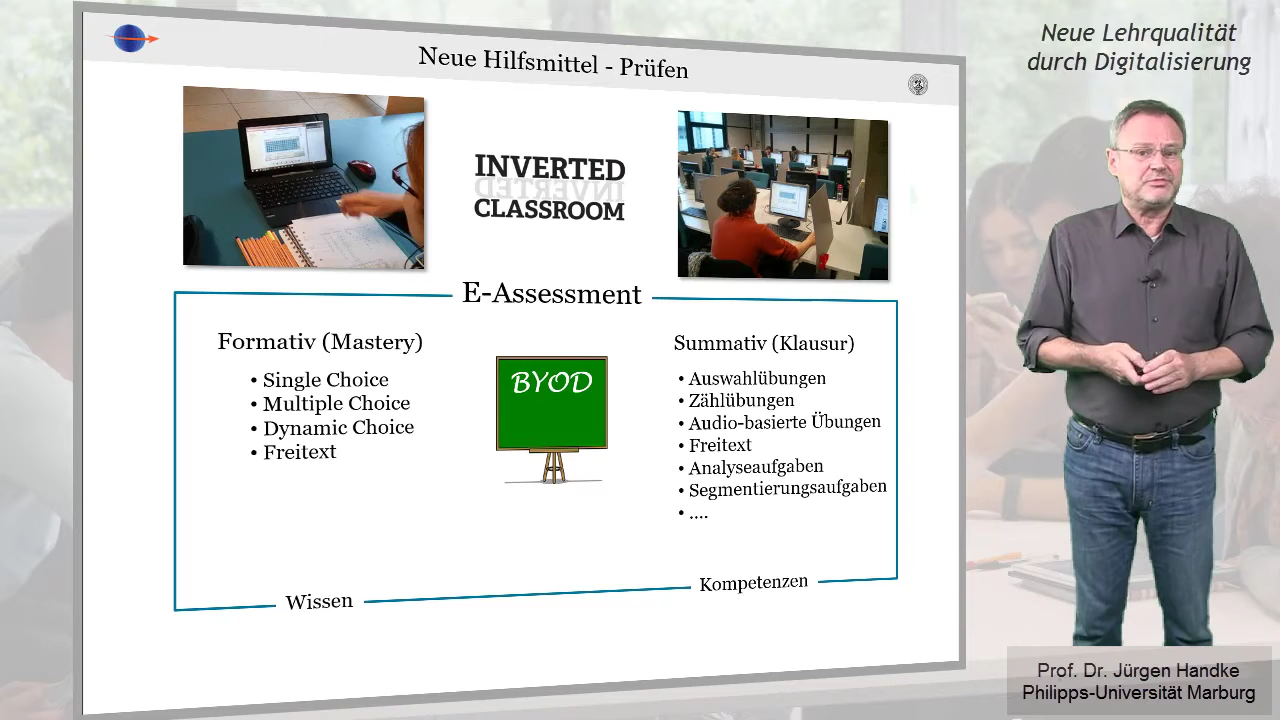 Neue Lehrqualität
durch Digitalisierung
Neue Hilfsmittel - Prüfen
INVERTED
INVERTED
CLASSROOM
E-Assessment
Formativ (Mastery)
• Single Choice
• Multiple Choice
• Dynamic Choice
• Freitext
BYOD
Summativ (Klausur)
• Auswahlübungen
• Zählübungen
• Audio-basierte Übungen
• Freitext
• Analyseaufgaben
• Segmentierungsaufgaben
• ....
Wissen
Kompetenzen
Prof. Dr. Jürgen Handke
Philipps-Universität Marburg